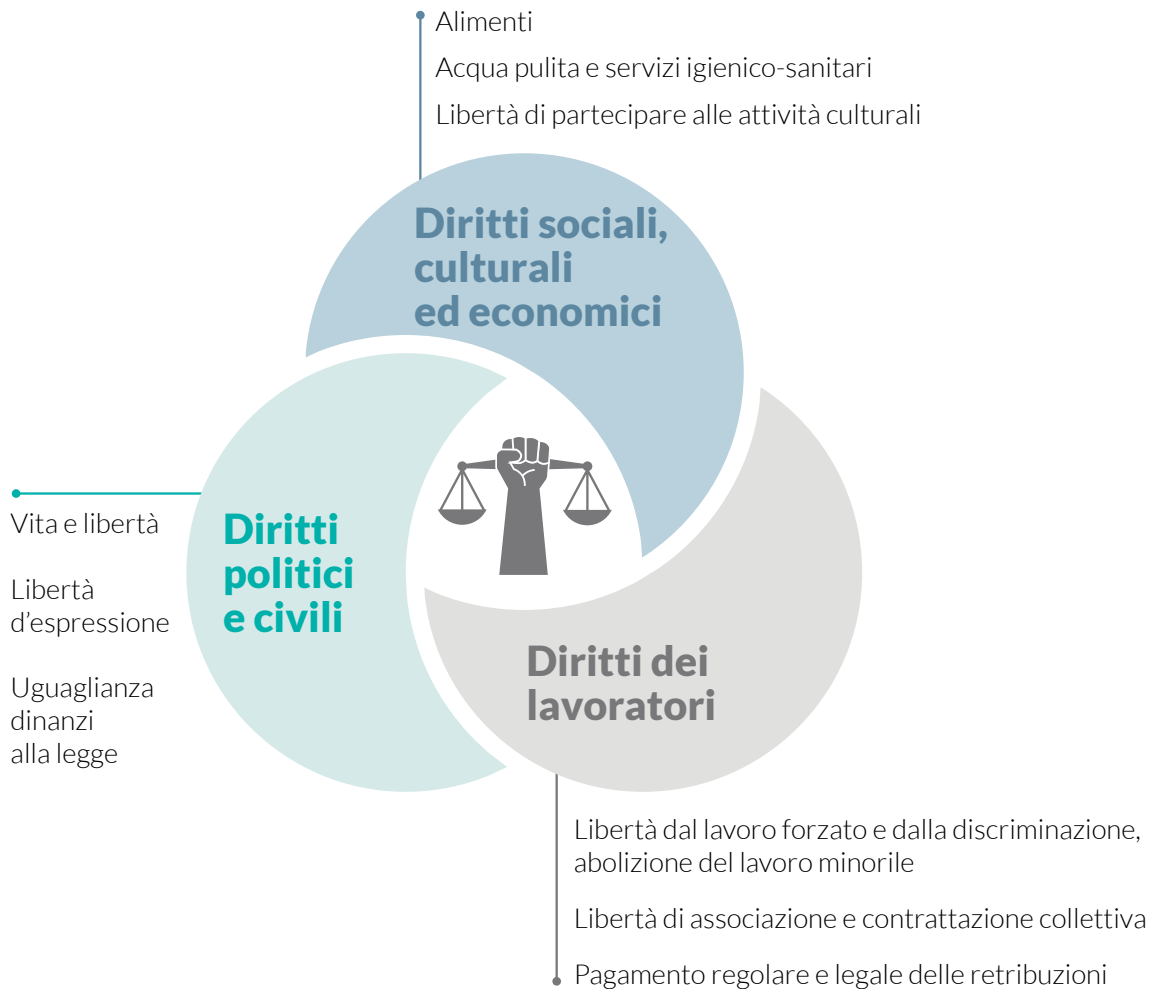 Alimenti
Acqua pulita e servizi igienico-sanitari
Libertà di partecipare alle attività culturali
Diritti sociali,
culturali
ed economici
Vita e libertà
Libertà
d’espressione
Uguaglianza
dinanzi
alla legge
Diritti
politici
e civili
Diritti dei
lavoratori
Libertà dal lavoro forzato e dalla discriminazione,
abolizione del lavoro minorile
Libertà di associazione e contrattazione collettiva
Pagamento regolare e legale delle retribuzioni